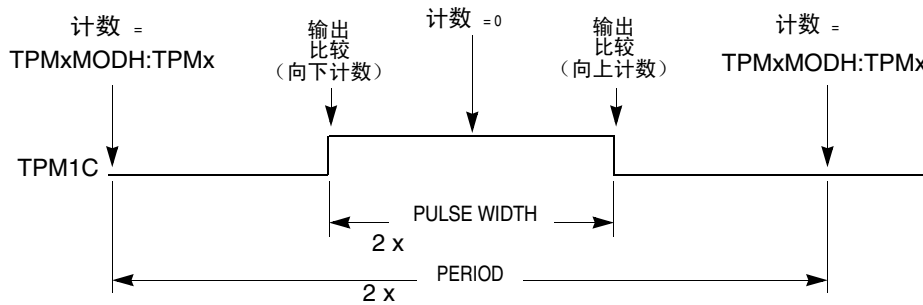 计数 =
TPMxMODH:TPMx
输出
比较
（向下计数）
计数 =0
输出
比较
（向上计数）
计数 =
TPMxMODH:TPMx
TPM1C
PULSE WIDTH
2 x
PERIOD
2 x